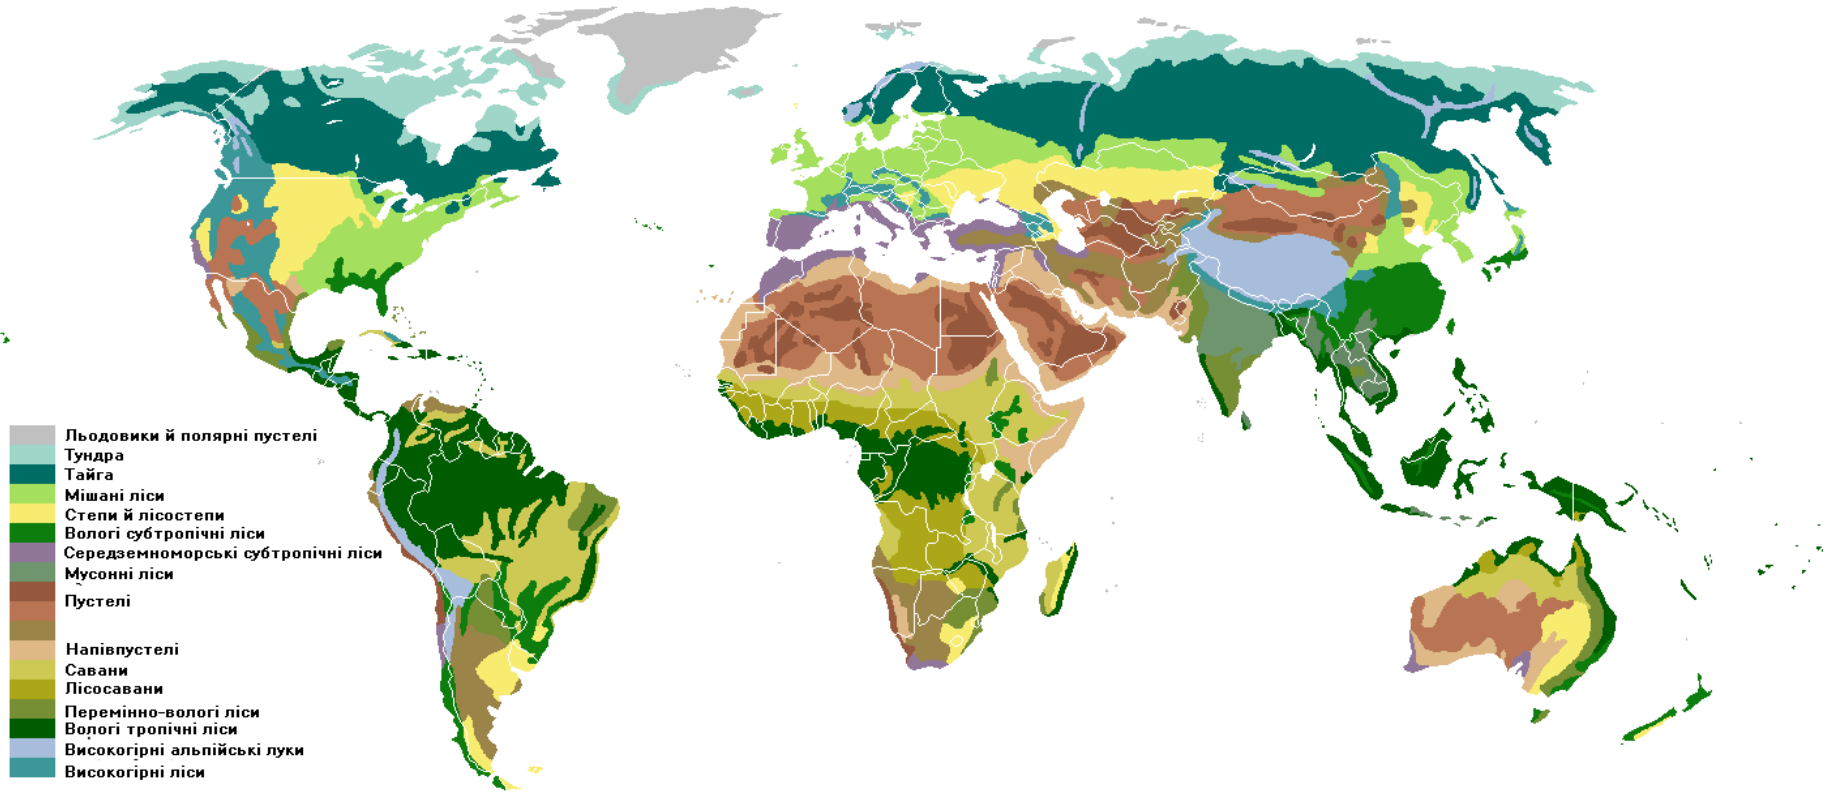 Льодовики й полярні пустелі
Тундра
Тайга
Мішані ліси
Степи й лісостепи
Вологі субтропічні ліси
Середземноморські субтропічні ліси
Мусонні ліси
Пустелі
Напівпустелі
Савани
Лісосавани
Перемінно-вологі ліси
Вологі тропічні ліси
Високогірні альпійські луки
Високогірні ліси